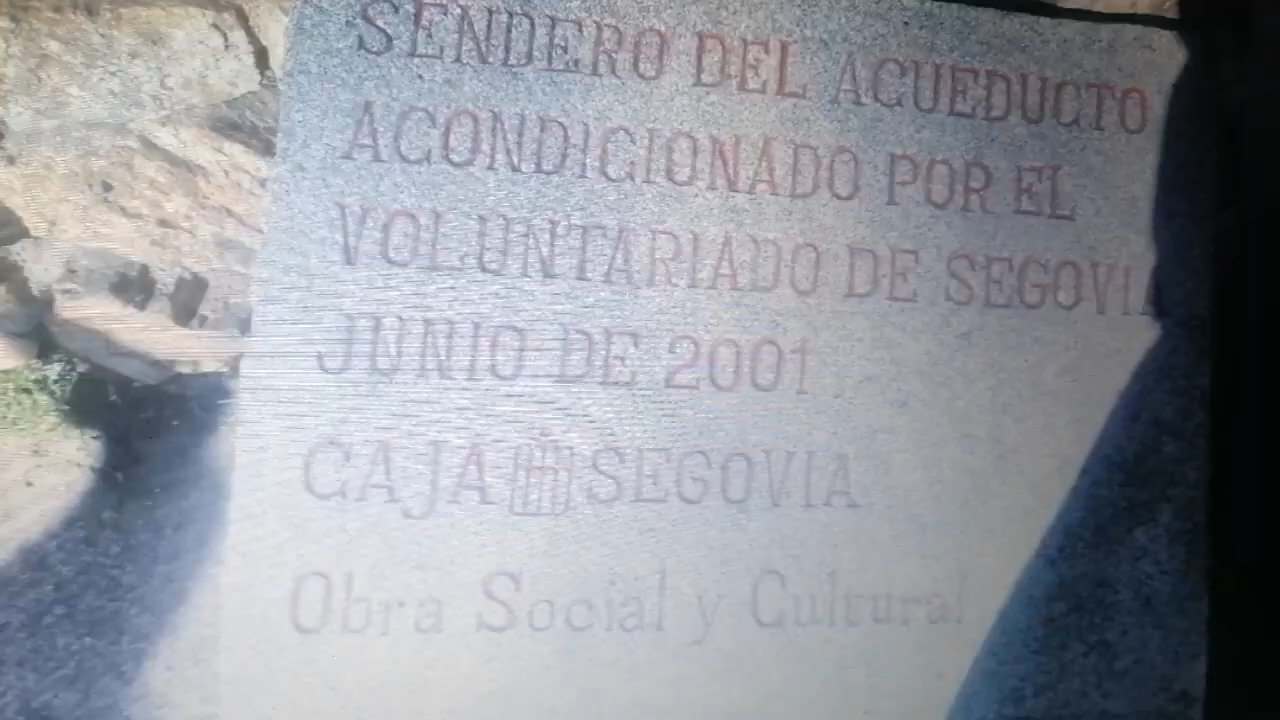 SENDERO DEL ACUEDUCTO
ACONDICIONADO POR EL
VOLUNTARIADO DE SEGOVIA
JUNIO DE 2001
CAJA SEGOVIA
Obra Social y Cultural